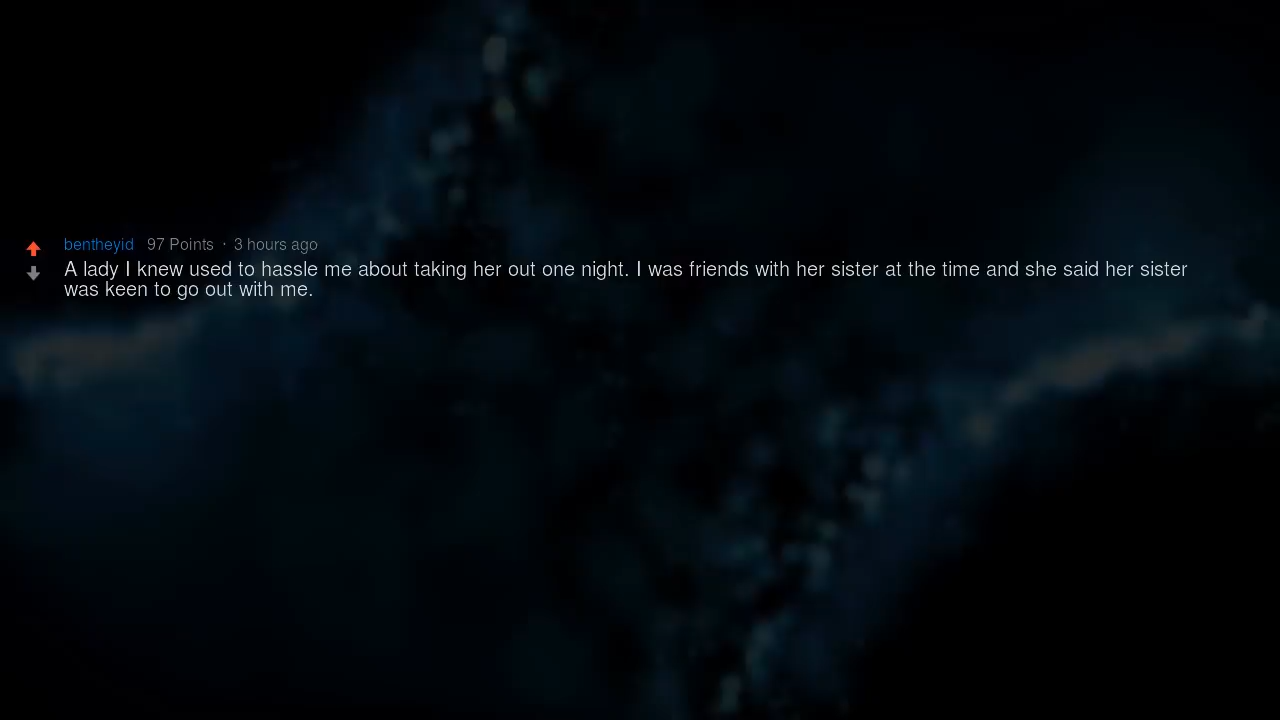 bentheyid 97 Points · 3 hours ago
A lady I knew used to hassle me about taking her out one night. I was friends with her sister at the time and she said her sister
was keen to go out with me.